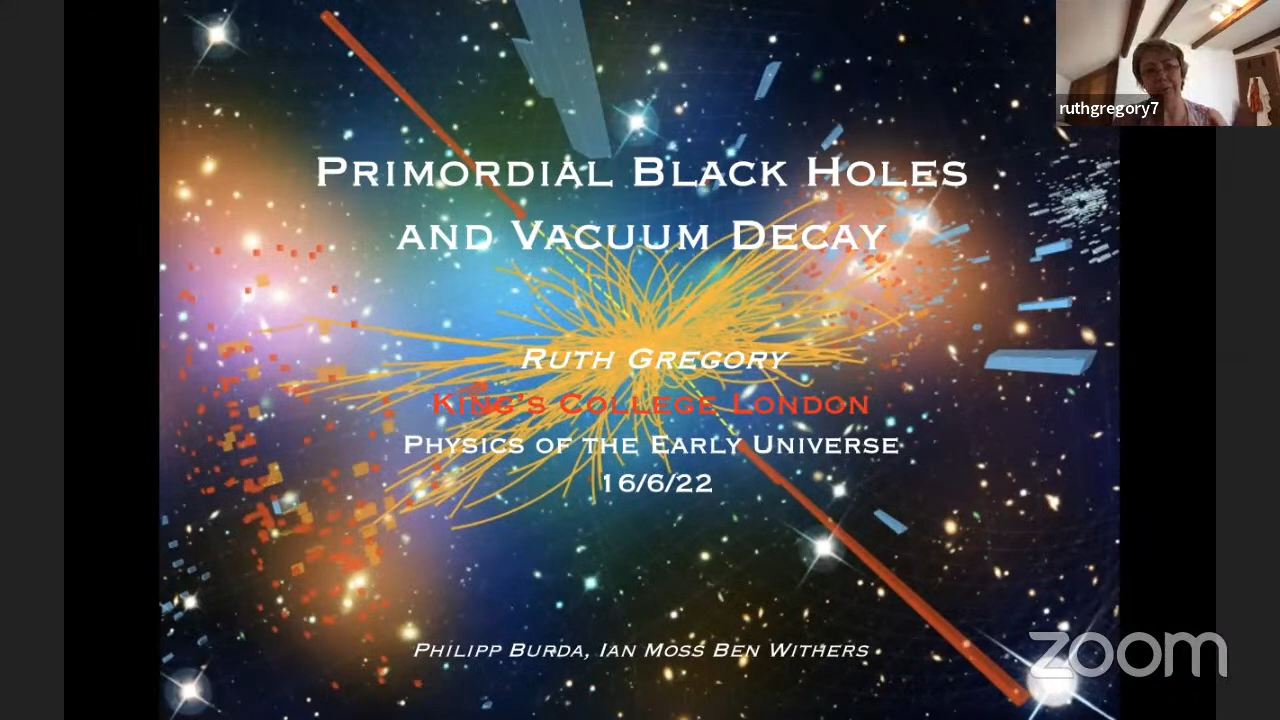 ruthgregory7
Primordial Black Holes
and Vacuum Decay
Ruth Gregory
King's College London
Physics of the Early Universe
16/6/22
Philipp Burda, Ian Moss Ben Withers
zoom